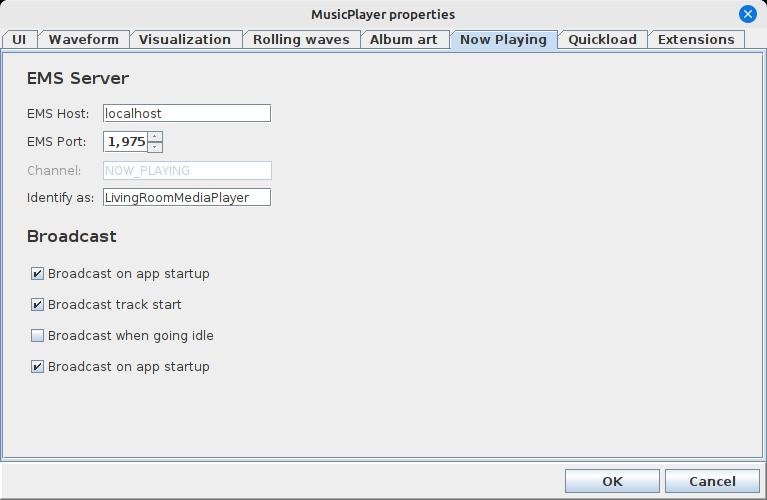 MusicPlayer properties
UI Waveform Visualization Rolling waves Album art Now Playing Quickload Extensions
EMS Server
EMS Host: localhost
EMS Port: 1,975
Channel: NOW_PLAYING
Identify as: LivingRoomMediaPlayer
Broadcast
Broadcast on app startup
Broadcast track start
Broadcast when going idle
Broadcast on app startup
OK Cancel